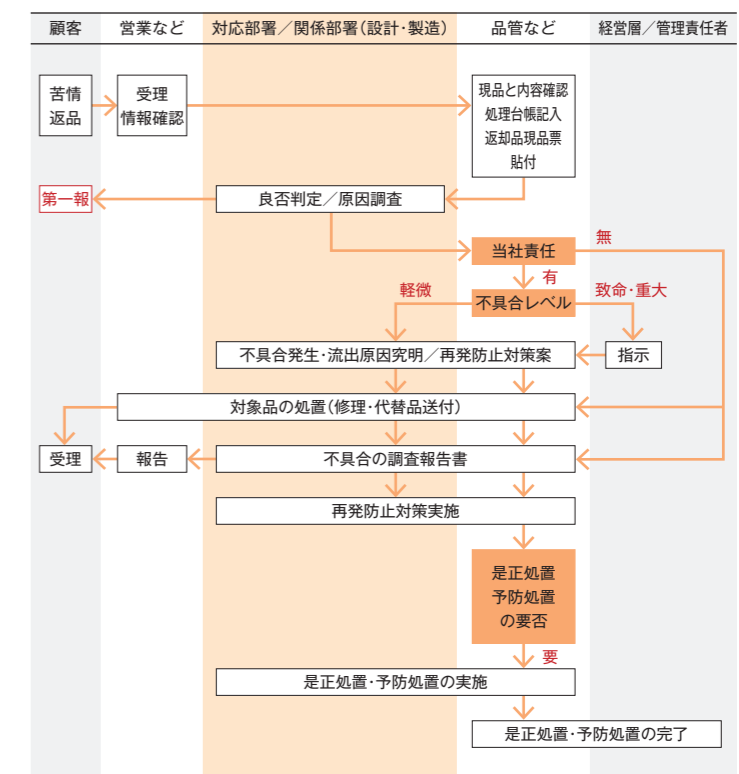 顧客
営業など
対応部署／関係部署（設計・製造）
品管など
経営層／管理責任者
苦情
返品
受理
情報確認
現品と内容確認
処理台帳記入
返却品現品票
貼付
第一報
良否判定／原因調査
当社責任
無
有
軽微
不具合レベル
致命・重大
不具合発生・流出原因究明／再発防止対策案
指示
対象品の処置（修理・代替品送付）
受理
報告
不具合の調査報告書
再発防止対策実施
是正処置
予防処置
の要否
要
是正処置・予防処置の実施
是正処置・予防処置の完了